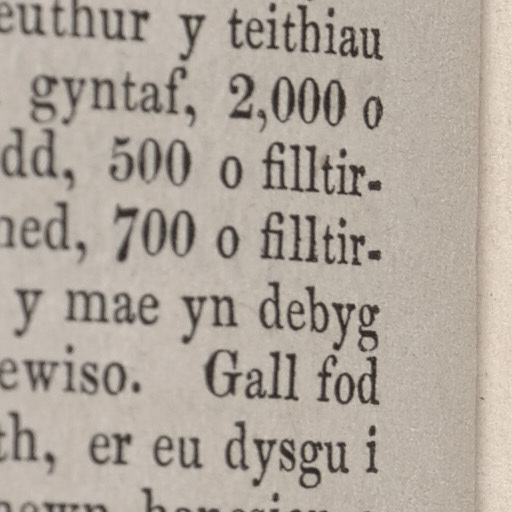 euthur y teithiau
gyntaf, 2,000 o
dd, 500 o filltir-
ned, 700 o filltir-
y mae yn debyg
ewiso. Gall fod
th, er eu dysgu i